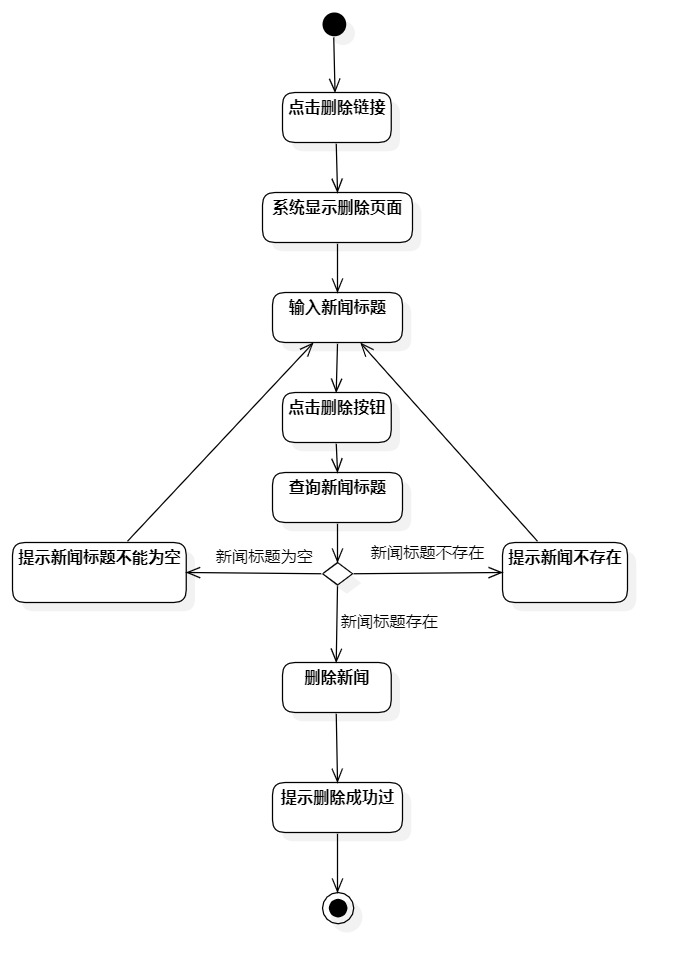 点击删除链接
系统显示删除页面
输入新闻标题
点击删除按钮
查询新闻标题
提示新闻标题不能为空
新闻标题为空
新闻标题不存在
提示新闻不存在
新闻标题存在
删除新闻
提示删除成功过